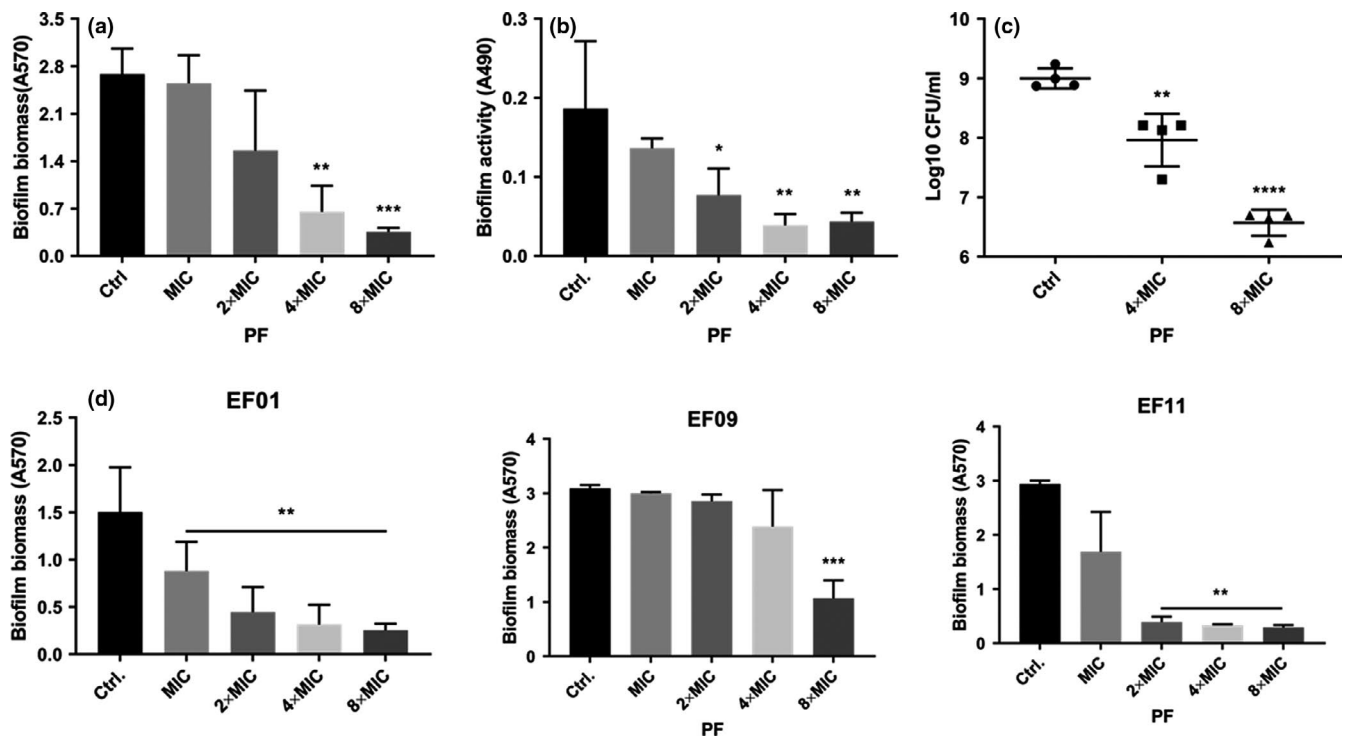 (a)
Biofilm biomass(A570)
3.5
2.8
2.1
1.4
0.7
0.0
**
***
Ctrl
MIC
2×MIC
4×MIC
8×MIC
PF
(b)
Biofilm activity (A490)
0.3
0.2
0.1
0.0
*
**
**
Ctrl.
MIC
2×MIC
4×MIC
8×MIC
PF
(c)
Log10 CFU/ml
10
9
8
7
6
**
****
Ctrl
4×MIC
8×MIC
PF
(d)
EF01
Biofilm biomass (A570)
2.5
2.0
1.5
1.0
0.5
0.0
**
Ctrl.
MIC
2×MIC
4×MIC
8×MIC
EF09
Biofilm biomass (A570)
4
3
2
1
0
***
Ctrl.
MIC
2×MIC
4×MIC
8×MIC
PF
EF11
Biofilm biomass (A570)
4
3
2
1
0
**
Ctrl.
MIC
2×MIC
4×MIC
8×MIC
PF